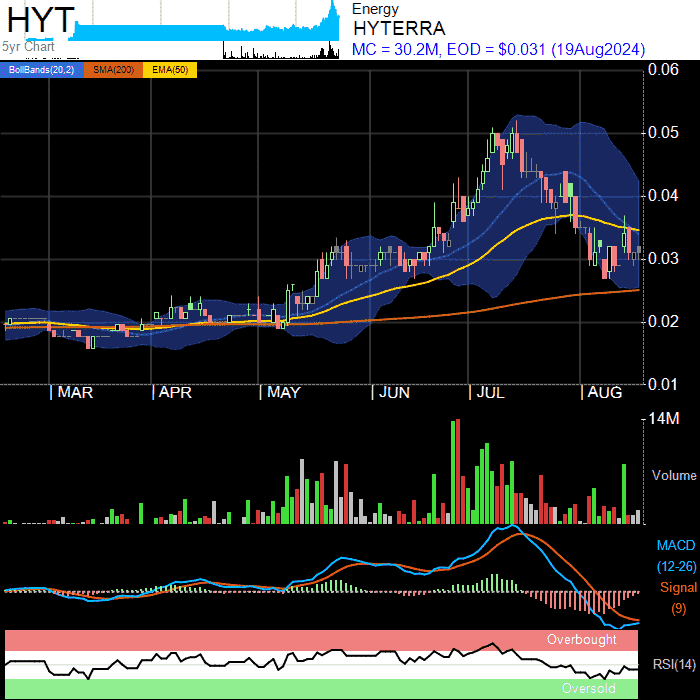 HYT
5yr Chart
Energy
HYTERRA
MC = 30.2M, EOD = $0.031 (19Aug2024)
BollBands(20,2) SMA(200) EMA(50)
0.06
0.05
0.04
0.03
0.02
0.01
MAR APR MAY JUN JUL AUG
14M
Volume
MACD
(12-26)
Signal
(9)
Overbought
RSI(14)
Oversold